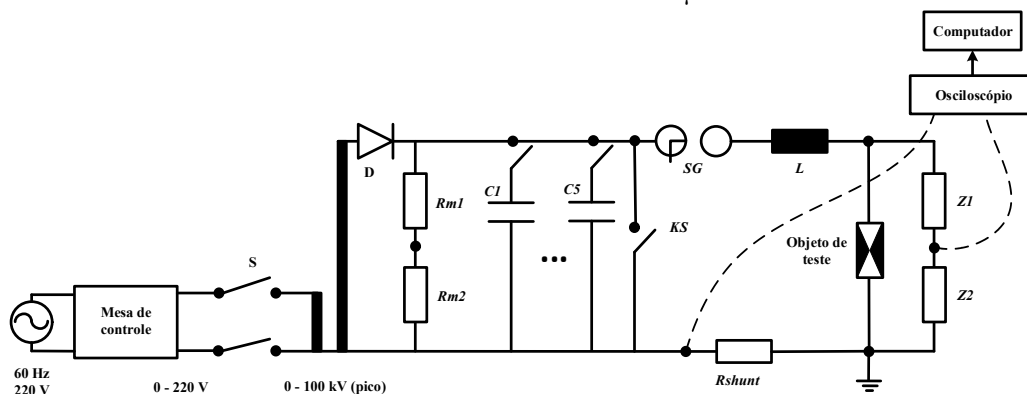 Computador
Osciloscópio
D
SG
L
Rm1
C1
C5
KS
Z1
Objeto de
teste
...
S
Rm2
Z2
Mesa de
controle
60 Hz
220 V
0 - 220 V
0 - 100 kV (pico)
Rshunt